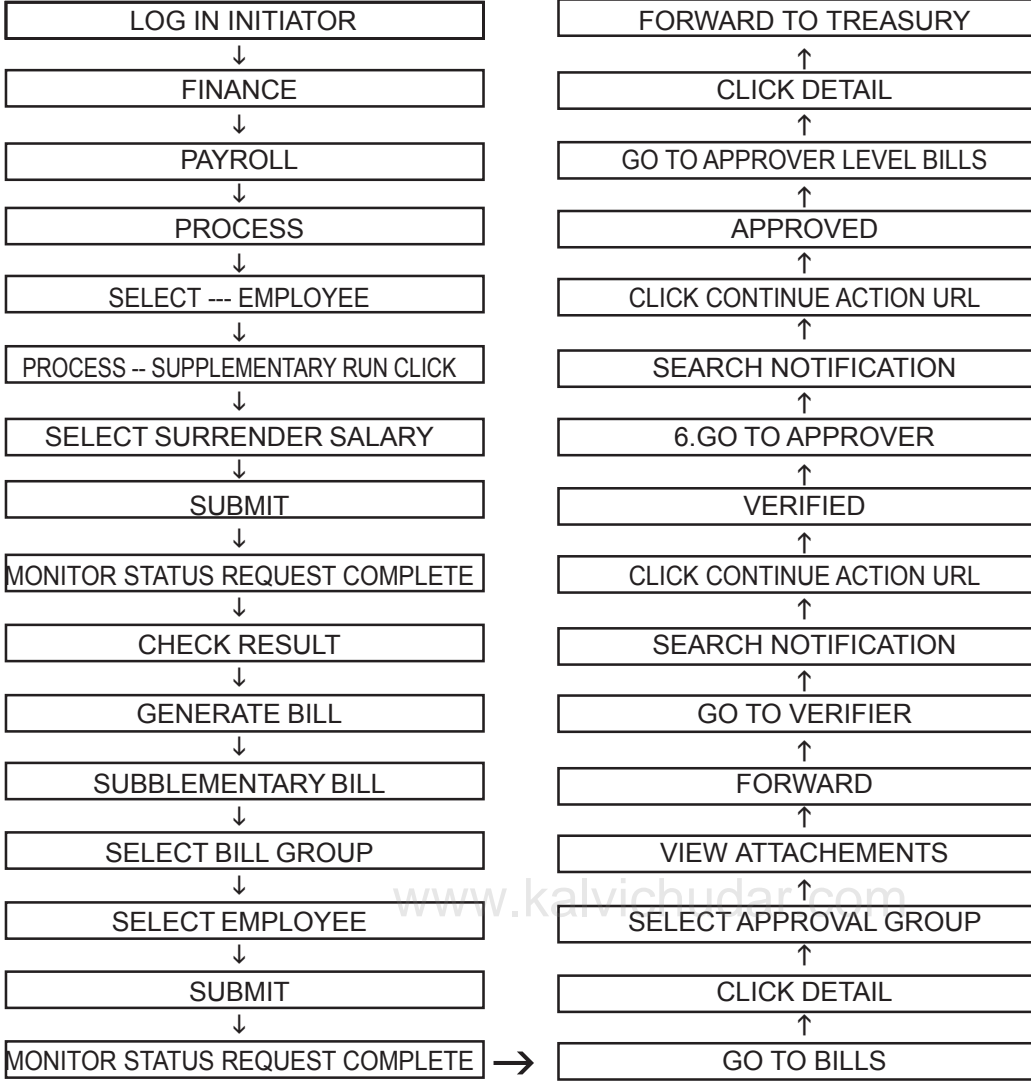 LOG IN INITIATOR
FINANCE
PAYROLL
PROCESS
SELECT --- EMPLOYEE
PROCESS -- SUPPLEMENTARY RUN CLICK
SELECT SURRENDER SALARY
SUBMIT
MONITOR STATUS REQUEST COMPLETE
CHECK RESULT
GENERATE BILL
SUBBLEMENTARY BILL
SELECT BILL GROUP
SELECT EMPLOYEE
SUBMIT
MONITOR STATUS REQUEST COMPLETE
GO TO BILLS
CLICK DETAIL
SELECT APPROVAL GROUP
VIEW ATTACHEMENTS
FORWARD
GO TO VERIFIER
SEARCH NOTIFICATION
CLICK CONTINUE ACTION URL
VERIFIED
6.GO TO APPROVER
SEARCH NOTIFICATION
CLICK CONTINUE ACTION URL
APPROVED
GO TO APPROVER LEVEL BILLS
CLICK DETAIL
FORWARD TO TREASURY
www.kalvichudar.com